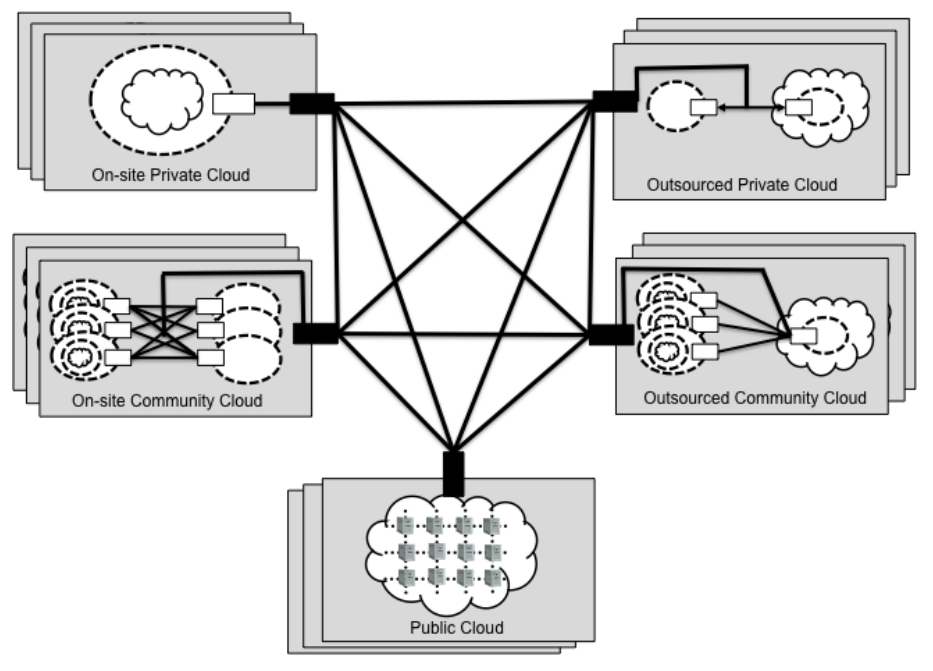 On-site Private Cloud
Outsourced Private Cloud
On-site Community Cloud
Outsourced Community Cloud
Public Cloud